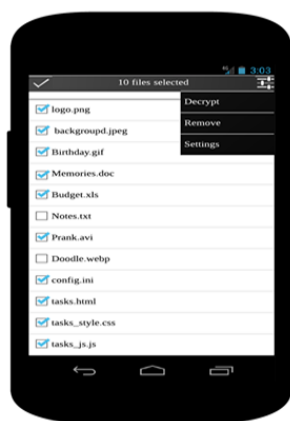 3:03
10 files selected
Decrypt
Remove
Settings
logo.png
backgroupd.jpeg
Birthday.gif
Memories.doc
Budget.xls
Notes.txt
Prank.avi
Doodle.webp
config.ini
tasks.html
tasks_style.css
tasks_js.js